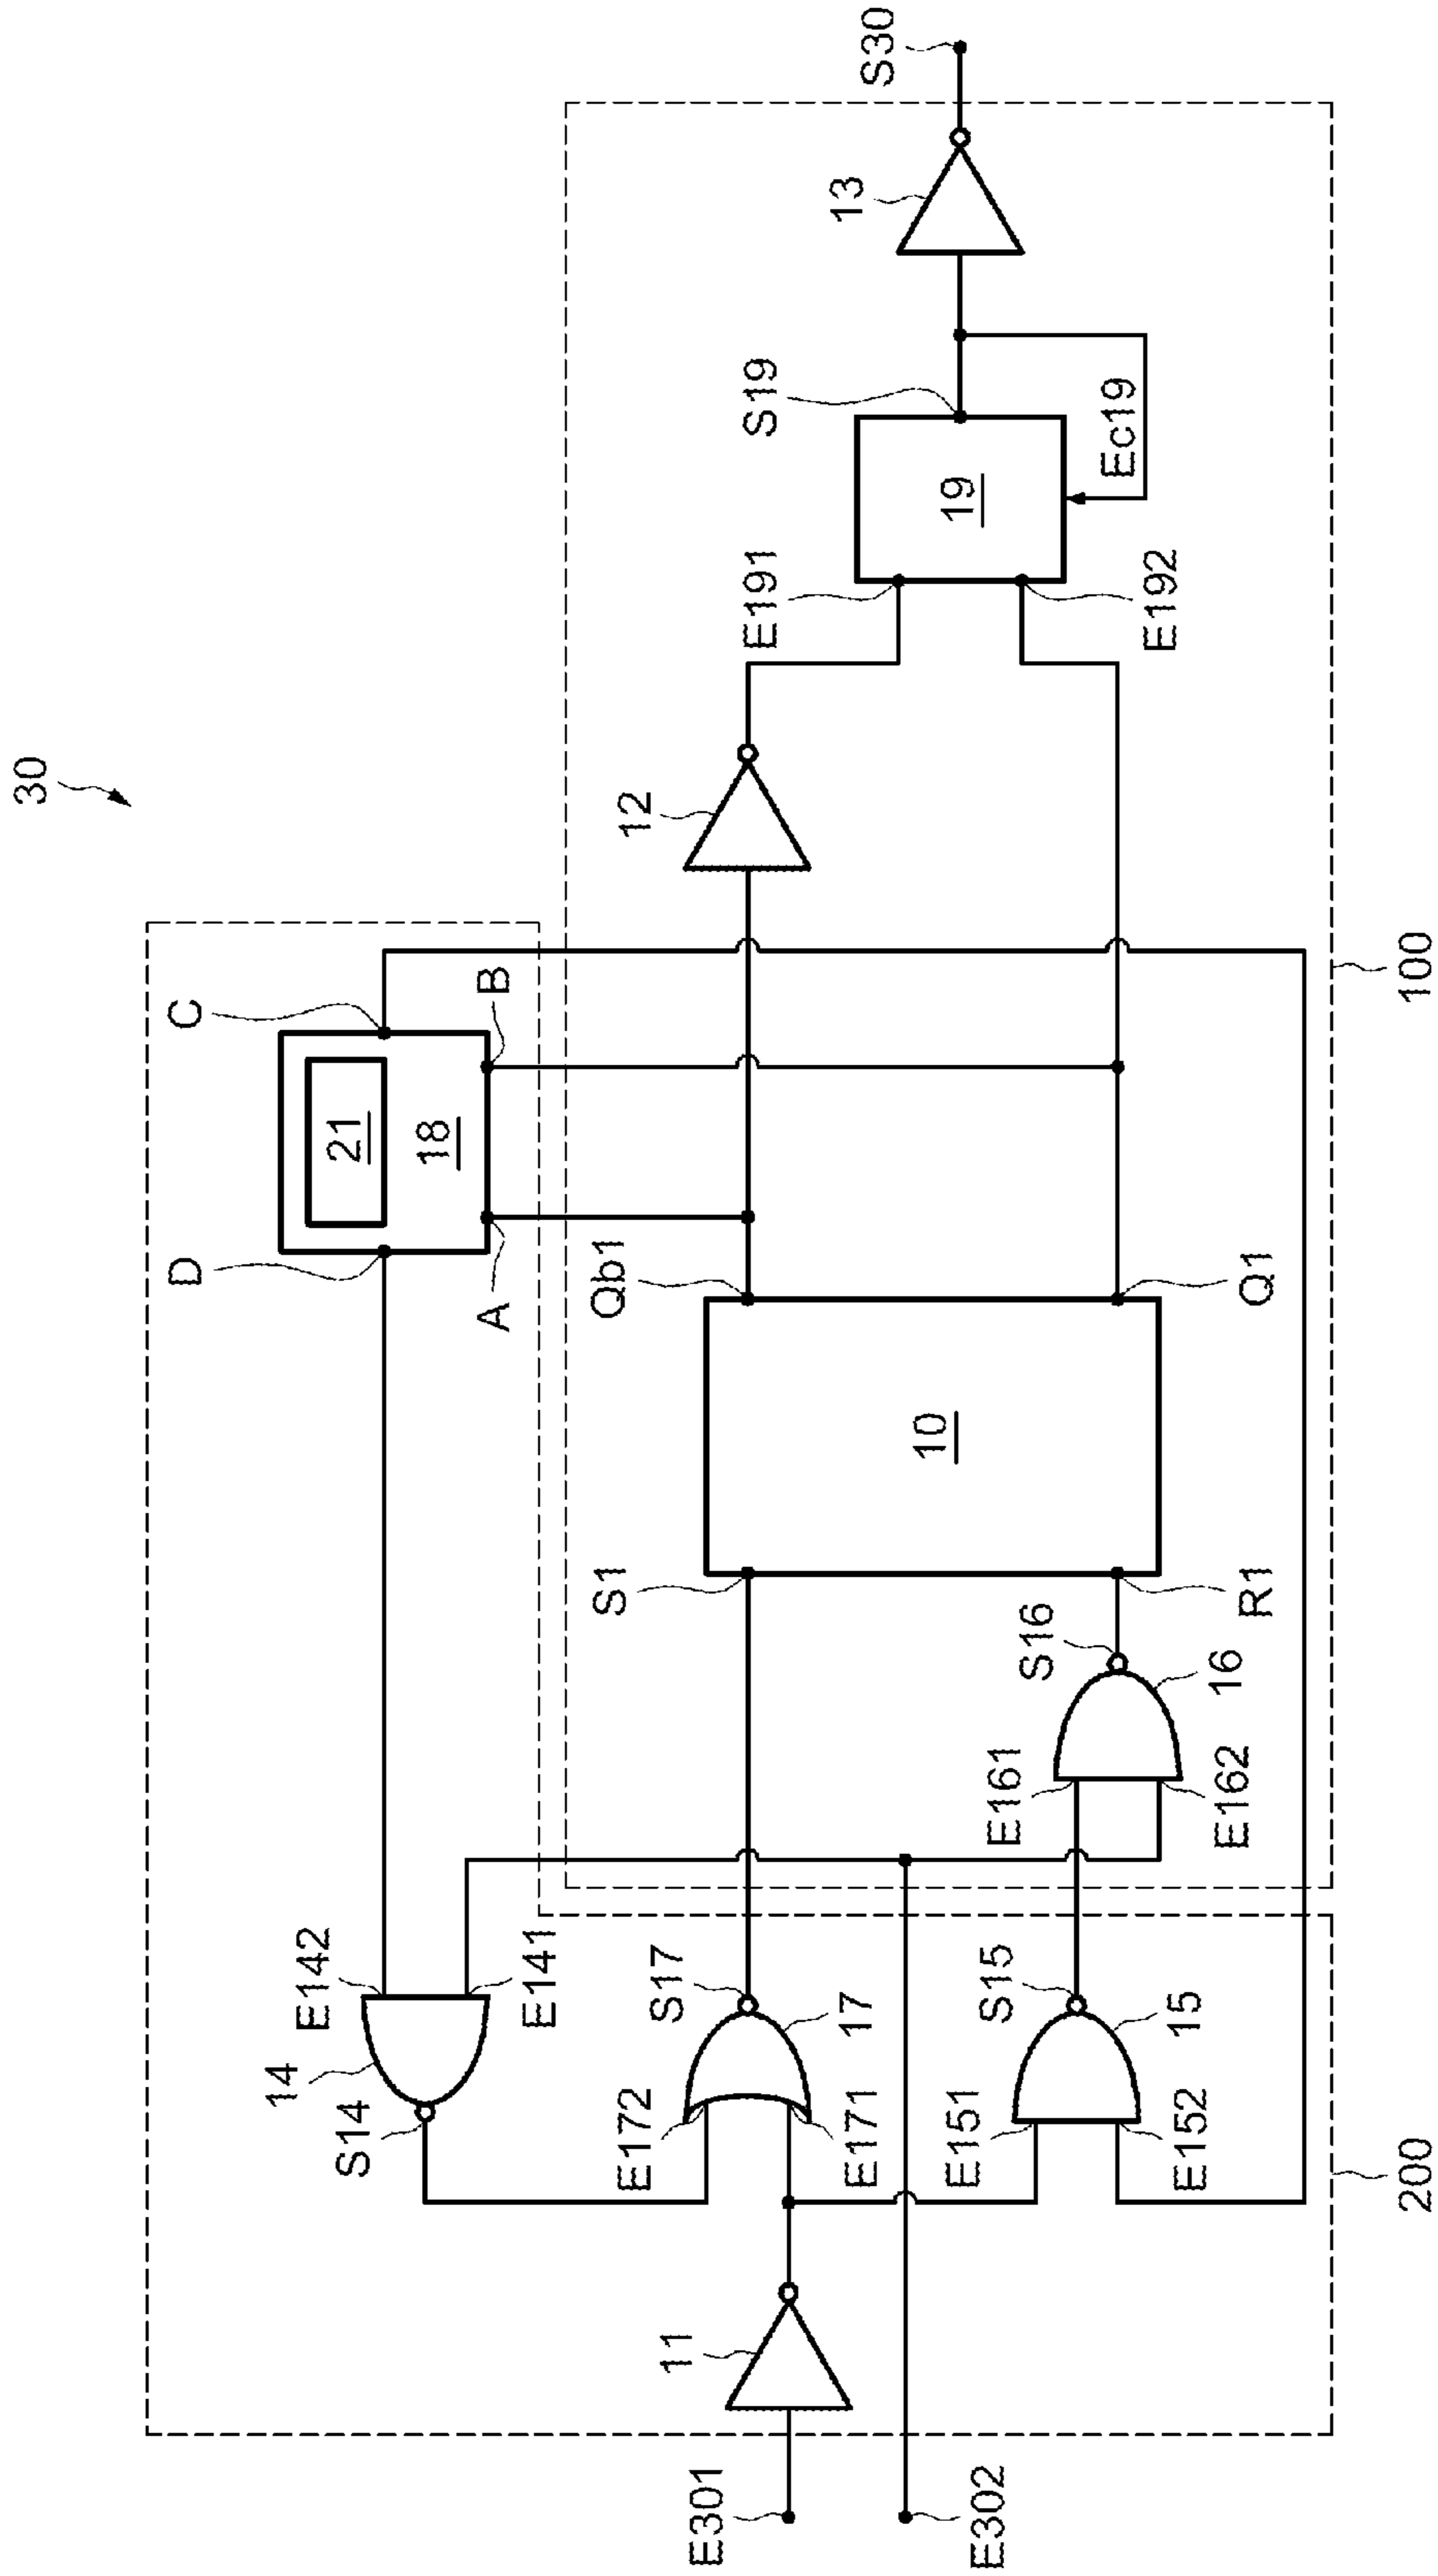 30
D
C
21
18
A
B
E142
14
S14
E141
E172
S17
17
E171
S1
Qb1
12
E191
S19
13
S30
11
E301
E302
10
19
Ec19
E151
S15
15
E152
E161
S16
16
E162
R1
Q1
E192
200
100